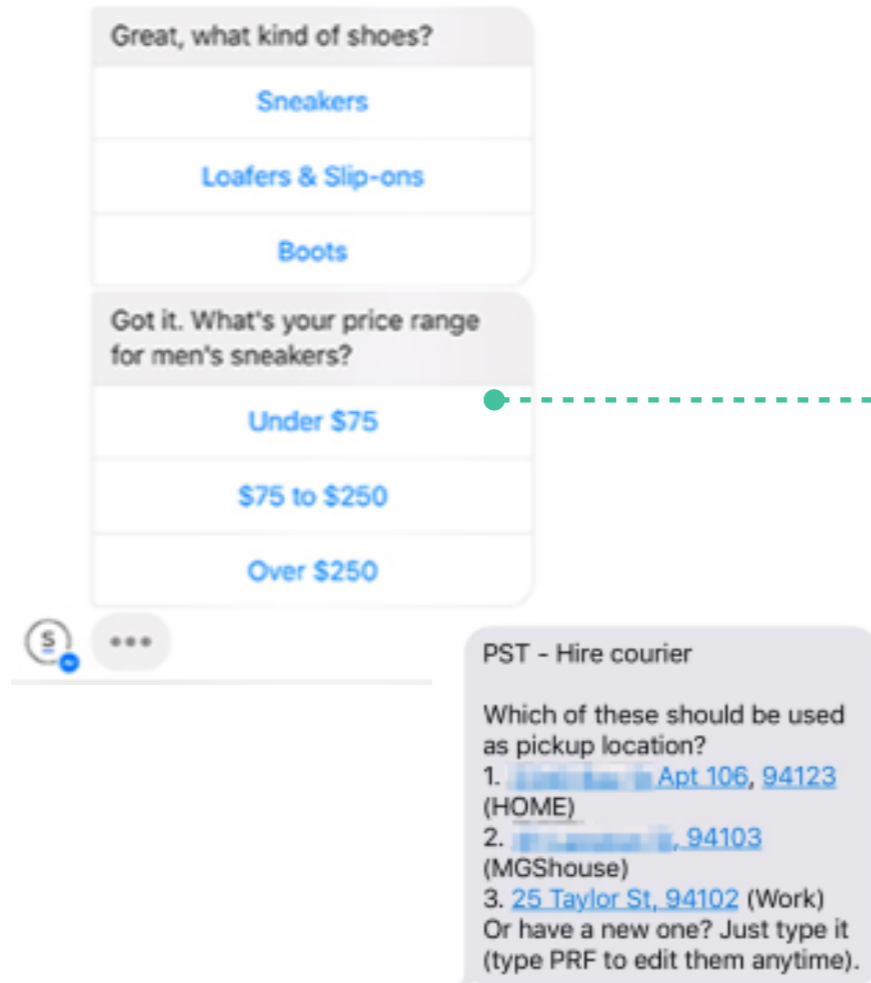 Great, what kind of shoes?
Sneakers
Loafers & Slip-ons
Boots
Got it. What's your price range
for men's sneakers?
Under $75
$75 to $250
Over $250
S
PST - Hire courier
Which of these should be used
as pickup location?
1. Apt 106, 94123
(HOME)
2. , 94103
(MGShouse)
3. 25 Taylor St, 94102 (Work)
Or have a new one? Just type it
(type PRF to edit them anytime).